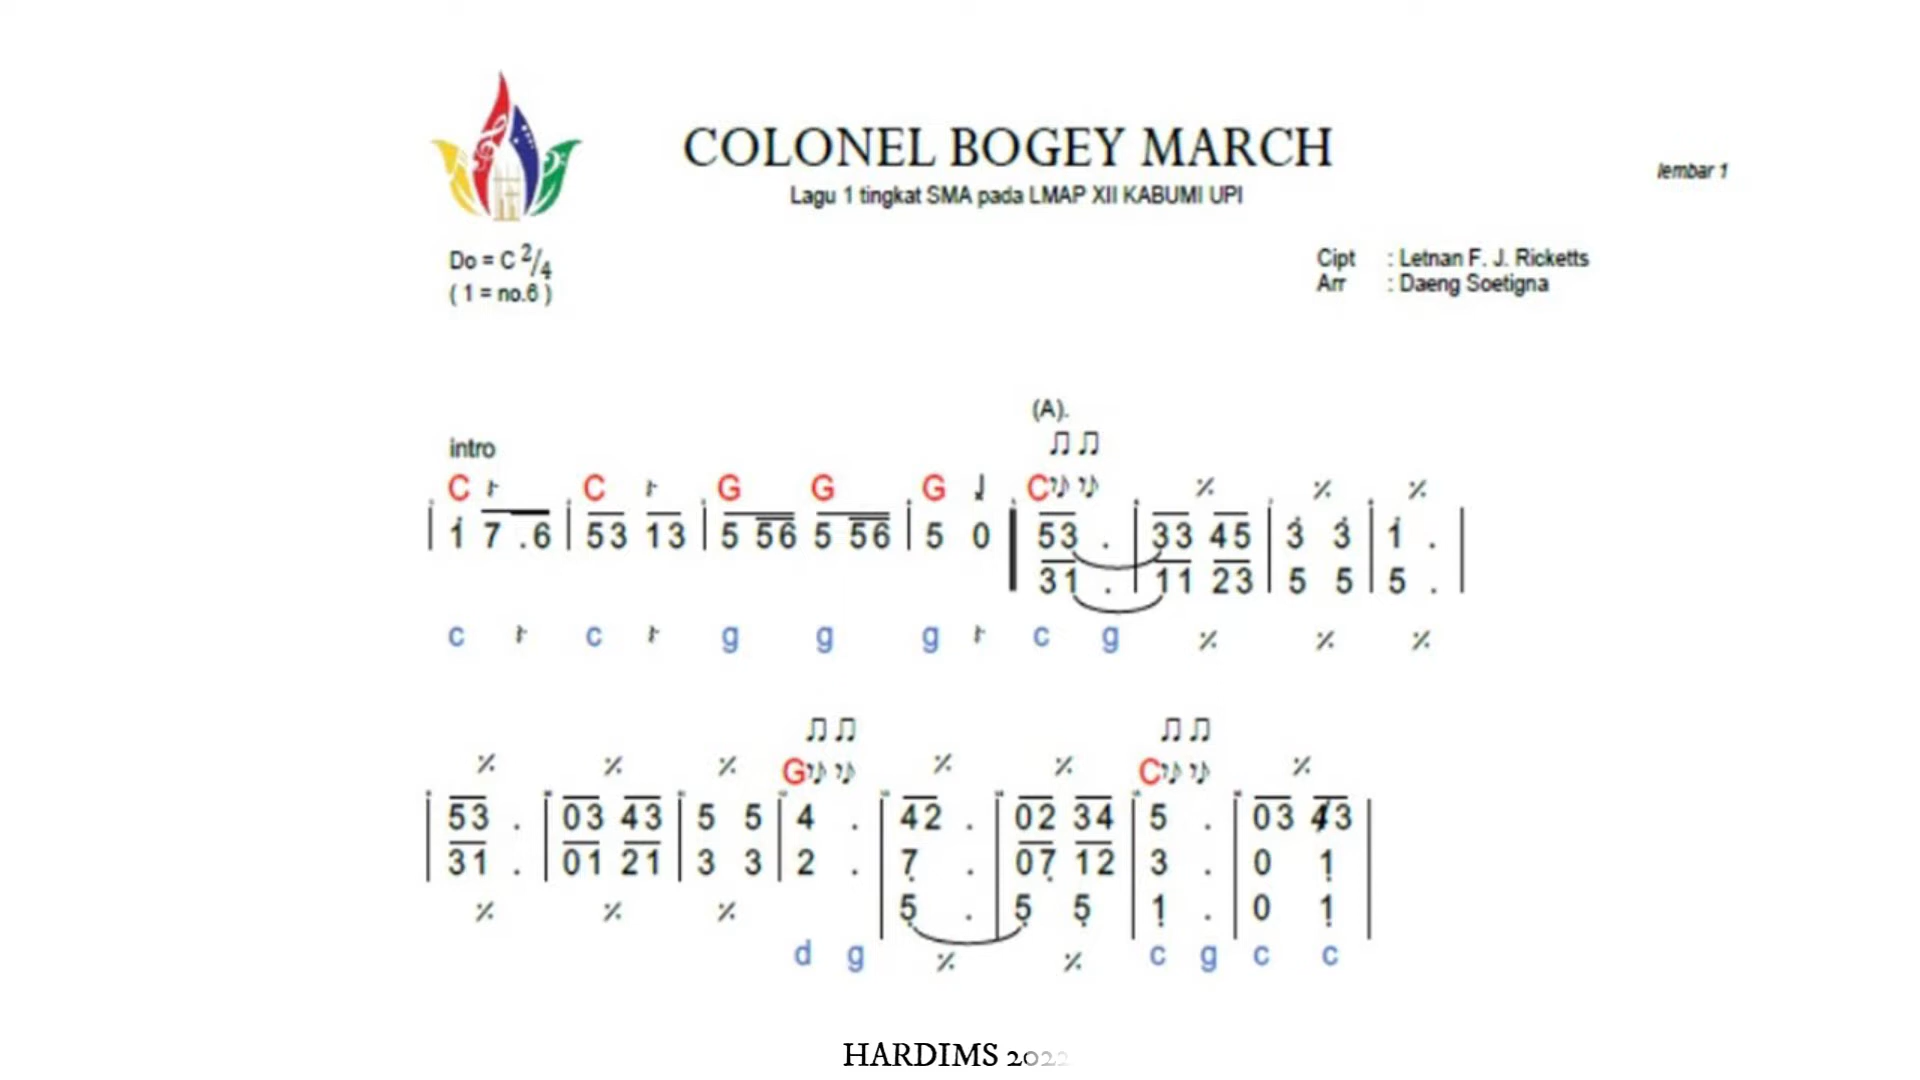 COLONEL BOGEY MARCH
Lagu 1 tingkat SMA pada LMAP XII KABUMI UPI
lembar 1
Do = C 2/4
( 1 = no.6 )
Cipt : Letnan F. J. Ricketts
Arr : Daeng Soetigna
(A).
intro
C C G G G C
| 1 7 .6 | 53 13 | 5 56 5 56 | 5 0 | 53 . | 33 45 | 3 3 | 1 . |
31 . | 11 23 | 5 5 | 5 . |
c c g g g c g
G C
| 53 . | 03 43 | 5 5 | 4 . | 42 . | 02 34 | 5 . | 03 43 |
| 31 . | 01 21 | 3 3 | 2 . | 7 . | 07 12 | 3 . | 0 1 |
5 . | 5 5 | 1 . | 0 1 |
d g c g c c
HARDIMS 2022